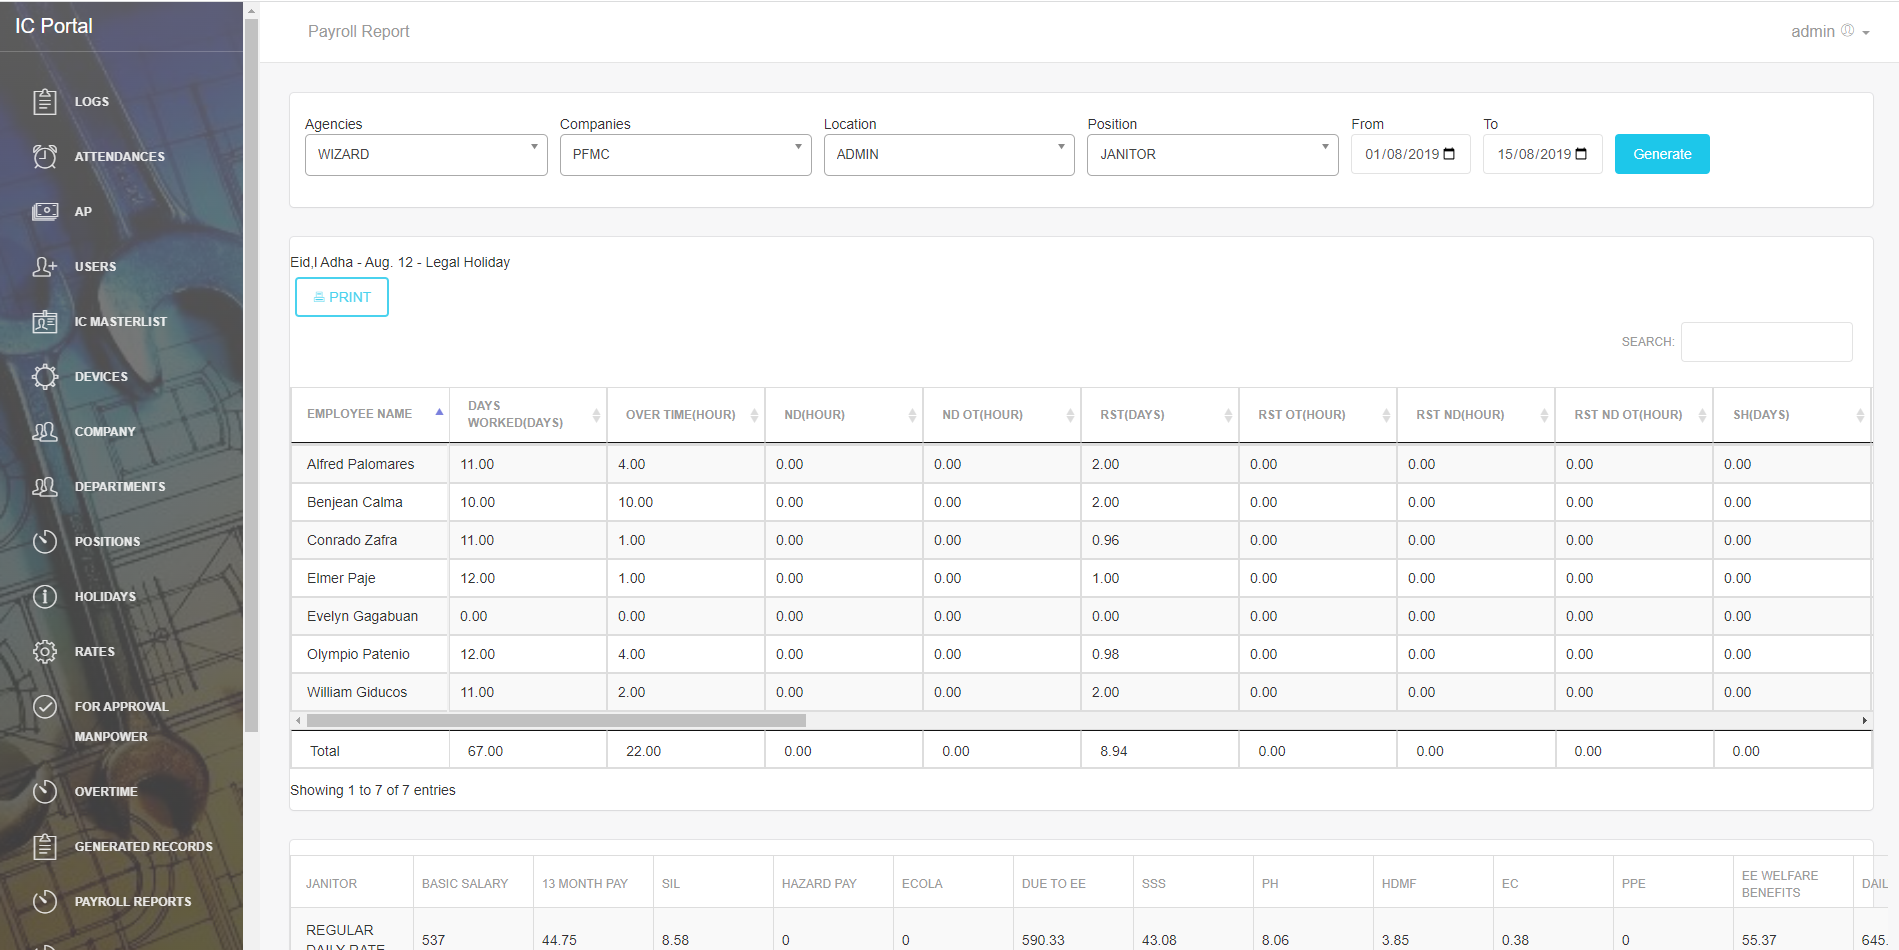 IC Portal
LOGS
ATTENDANCES
AP
USERS
IC MASTERLIST
DEVICES
COMPANY
DEPARTMENTS
POSITIONS
HOLIDAYS
RATES
FOR APPROVAL
MANPOWER
OVERTIME
GENERATED RECORDS
PAYROLL REPORTS
Payroll Report
admin
Agencies Companies Location Position From To
WIZARD PFMC ADMIN JANITOR 01/08/2019 15/08/2019 Generate
Eid,l Adha - Aug. 12 - Legal Holiday
PRINT
SEARCH:
EMPLOYEE NAME DAYS WORKED(DAYS) OVER TIME(HOUR) ND(HOUR) ND OT(HOUR) RST(DAYS) RST OT(HOUR) RST ND(HOUR) RST ND OT(HOUR) SH(DAYS)
Alfred Palomares 11.00 4.00 0.00 0.00 2.00 0.00 0.00 0.00 0.00
Benjean Calma 10.00 10.00 0.00 0.00 2.00 0.00 0.00 0.00 0.00
Conrado Zafra 11.00 1.00 0.00 0.00 0.96 0.00 0.00 0.00 0.00
Elmer Paje 12.00 1.00 0.00 0.00 1.00 0.00 0.00 0.00 0.00
Evelyn Gagabuan 0.00 0.00 0.00 0.00 0.00 0.00 0.00 0.00 0.00
Olympio Patenio 12.00 4.00 0.00 0.00 0.98 0.00 0.00 0.00 0.00
William Giducos 11.00 2.00 0.00 0.00 2.00 0.00 0.00 0.00 0.00
Total 67.00 22.00 0.00 0.00 8.94 0.00 0.00 0.00 0.00
Showing 1 to 7 of 7 entries
JANITOR BASIC SALARY 13 MONTH PAY SIL HAZARD PAY ECOLA DUE TO EE SSS PH HDMF EC PPE EE WELFARE BENEFITS DAIL
REGULAR DAILY RATE 537 44.75 8.58 0 0 590.33 43.08 8.06 3.85 0.38 0 55.37 645.